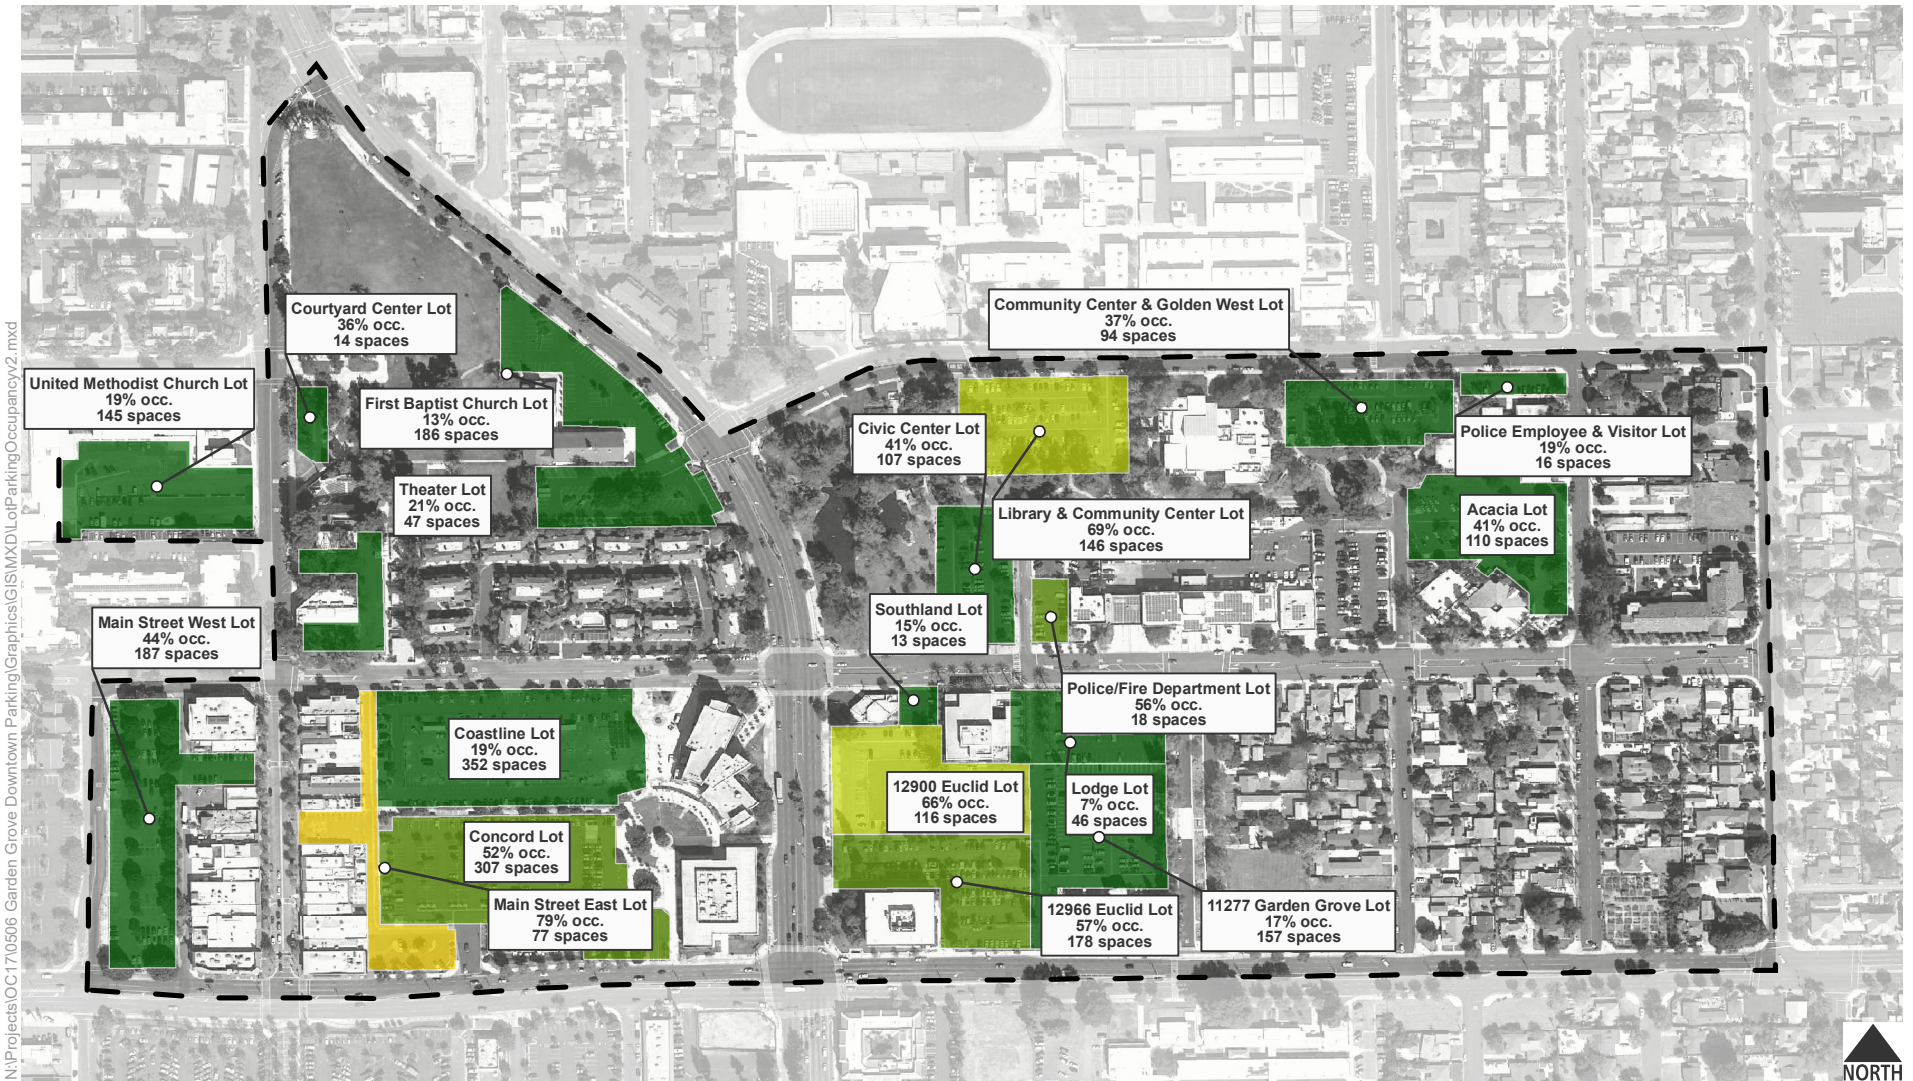 Courtyard Center Lot
36% occ.
14 spaces
Community Center & Golden West Lot
37% occ.
94 spaces
United Methodist Church Lot
19% occ.
145 spaces
First Baptist Church Lot
13% occ.
186 spaces
Civic Center Lot
41% occ.
107 spaces
Police Employee & Visitor Lot
19% occ.
16 spaces
Theater Lot
21% occ.
47 spaces
Library & Community Center Lot
69% occ.
146 spaces
Acacia Lot
41% occ.
110 spaces
Main Street West Lot
44% occ.
187 spaces
Southland Lot
15% occ.
13 spaces
Police/Fire Department Lot
56% occ.
18 spaces
Coastline Lot
19% occ.
352 spaces
12900 Euclid Lot
66% occ.
116 spaces
Lodge Lot
7% occ.
46 spaces
Concord Lot
52% occ.
307 spaces
Main Street East Lot
79% occ.
77 spaces
12966 Euclid Lot
57% occ.
178 spaces
11277 Garden Grove Lot
17% occ.
157 spaces
N:\Projects\OC17\0506 Garden Grove Downtown Parking\Graphics\GIS\MXD\LotParkingOccupancyv2.mxd
NORTH